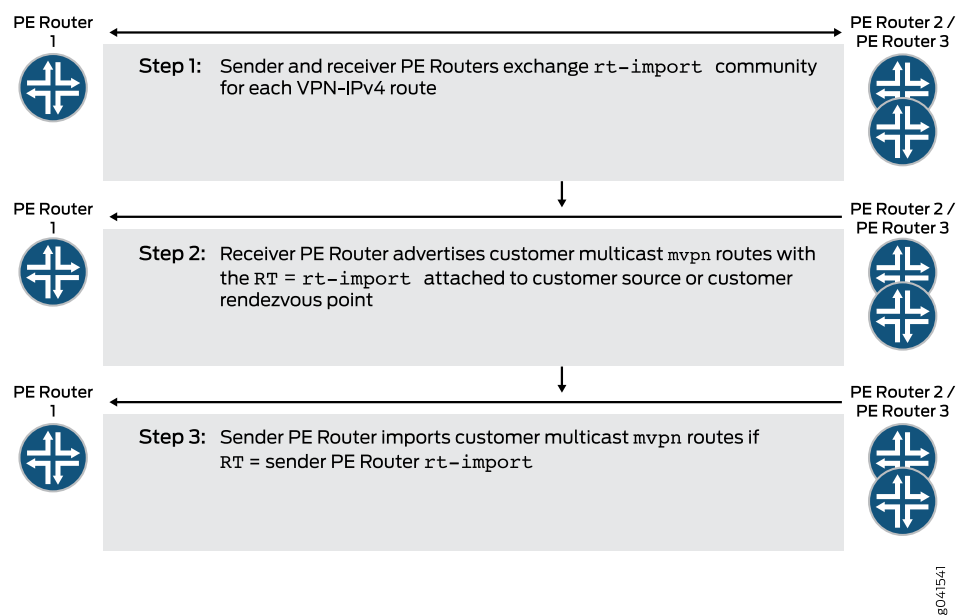 PE Router
1
PE Router 2 /
PE Router 3
Step 1: Sender and receiver PE Routers exchange rt-import community
for each VPN-IPv4 route
PE Router
1
PE Router 2 /
PE Router 3
Step 2: Receiver PE Router advertises customer multicast mvpn routes with
the RT = rt-import attached to customer source or customer
rendezvous point
PE Router
1
PE Router 2 /
PE Router 3
Step 3: Sender PE Router imports customer multicast mvpn routes if
RT = sender PE Router rt-import
g041541